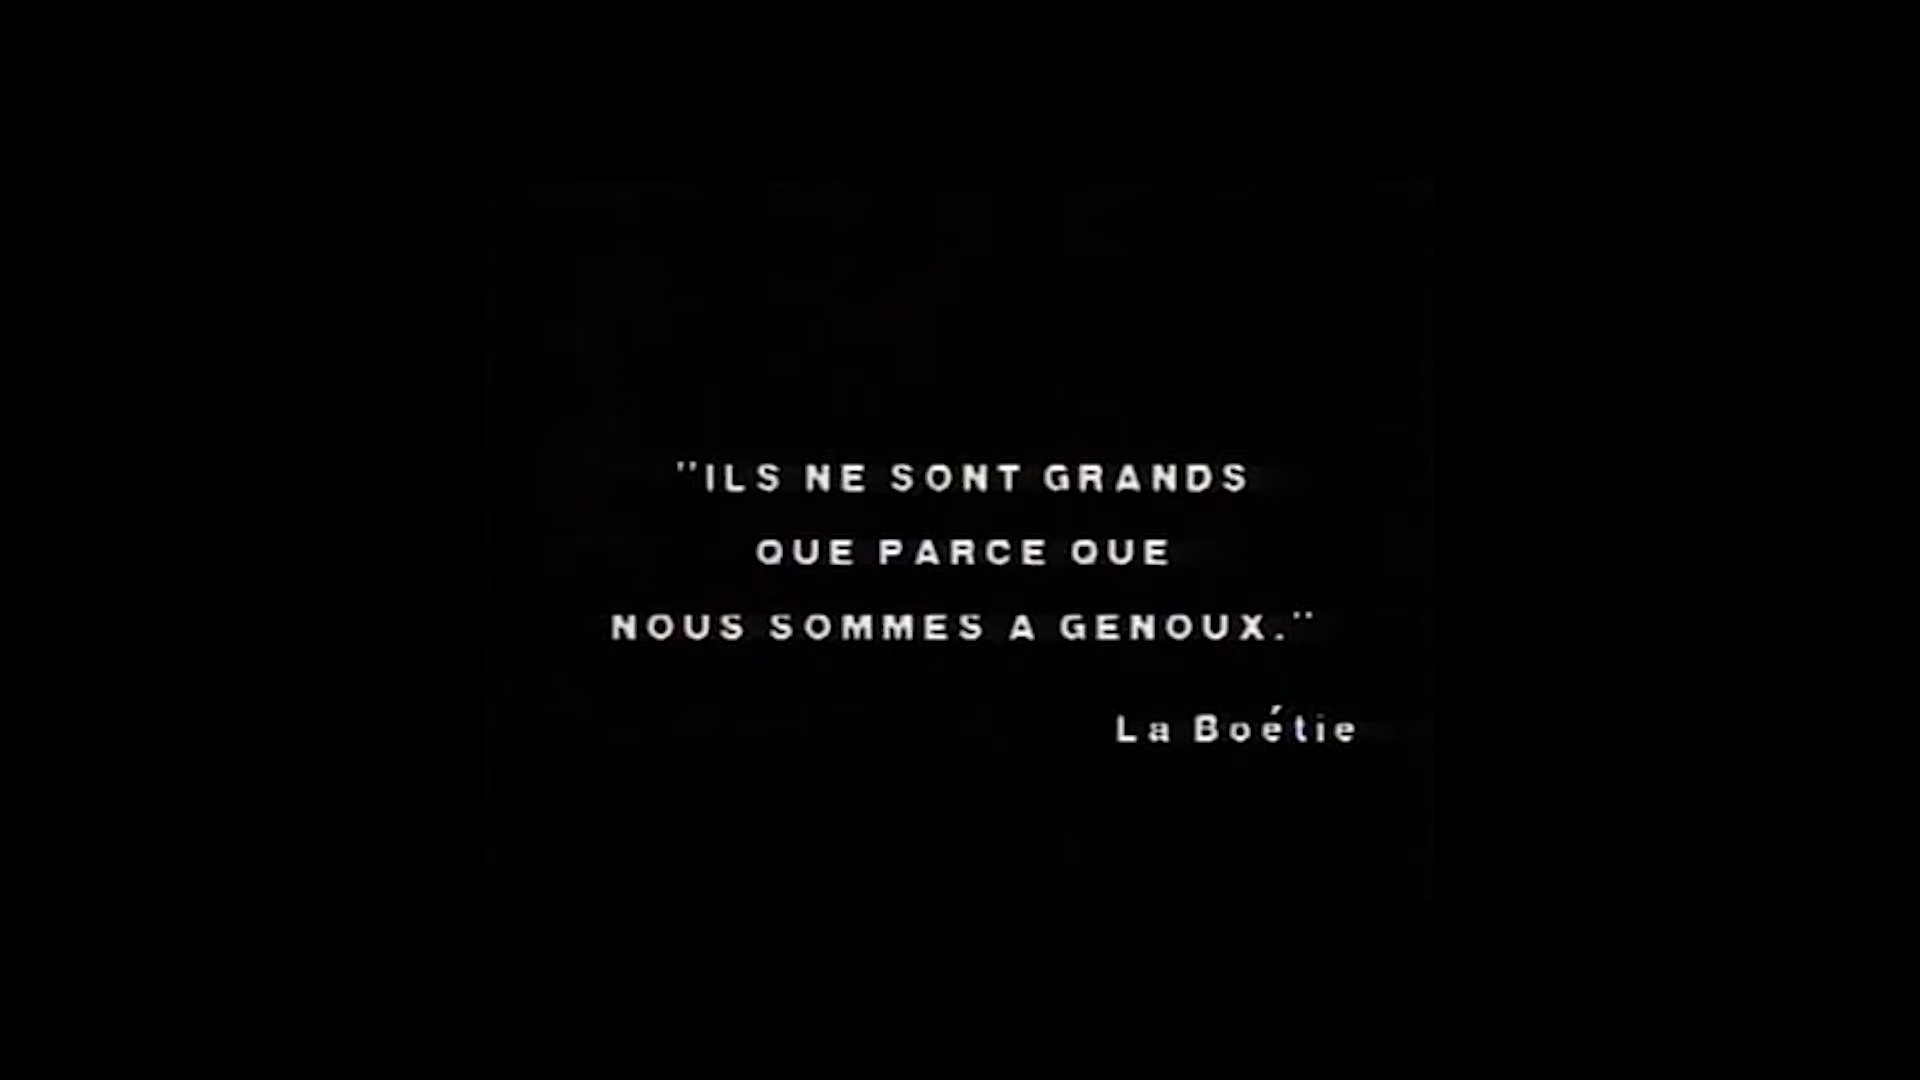 "ILS NE SONT GRANDS
QUE PARCE QUE
NOUS SOMMES A GENOUX."
La Boétie